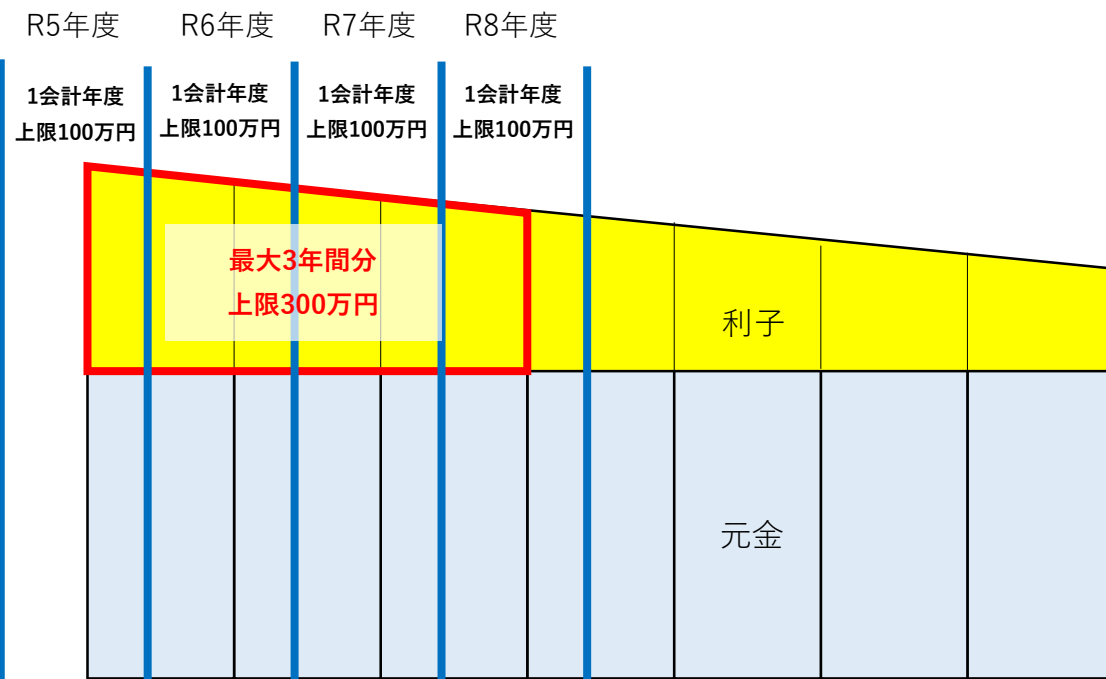 R5年度 R6年度 R7年度 R8年度
1会計年度 1会計年度 1会計年度 1会計年度
上限100万円 上限100万円 上限100万円 上限100万円
最大3年間分
上限300万円
利子
元金